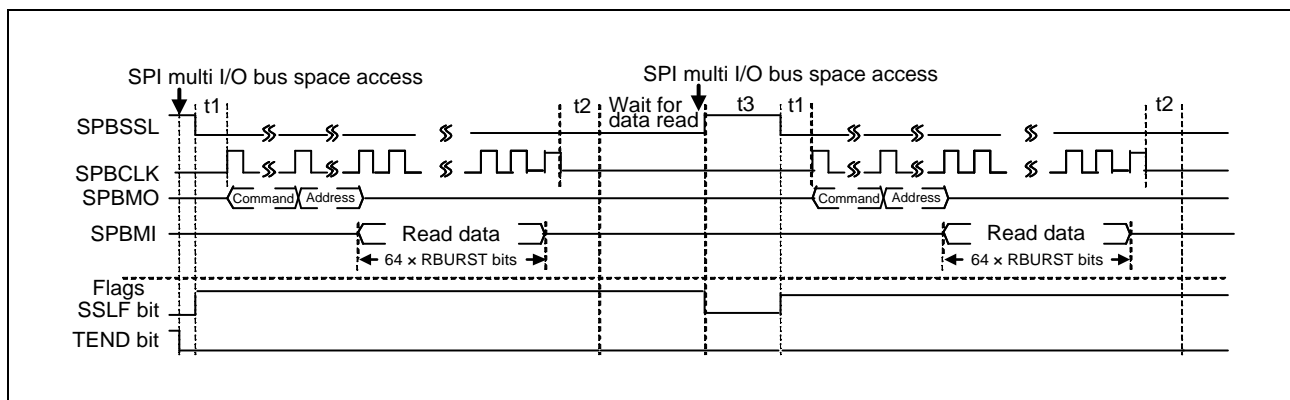 SPI multi I/O bus space access
SPI multi I/O bus space access
t1
t2
Wait for
data read
t3
t1
t2
SPBSSL
SPBCLK
SPBMO
Command
Address
Command
Address
SPBMI
Read data
Read data
64 × RBURST bits
64 × RBURST bits
Flags
SSLF bit
TEND bit